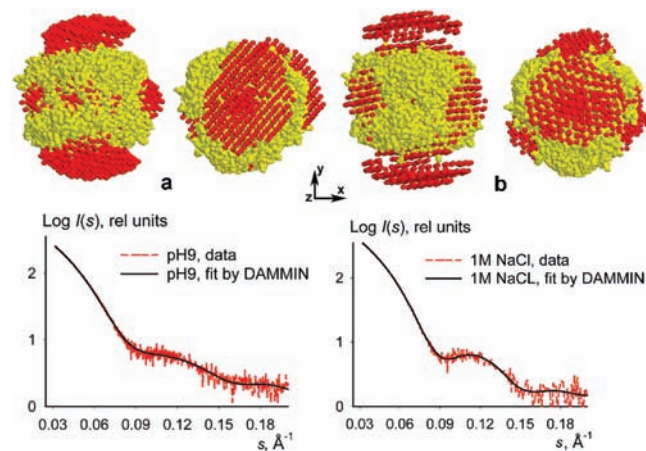 a
y
z
x
b
Log I(s), rel units
pH9, data
pH9, fit by DAMMIN
2
1
0
0.03 0.06 0.09 0.12 0.15 0.18
s, Å⁻¹
Log I(s), rel units
1M NaCl, data
1M NaCL, fit by DAMMIN
2
1
0
0.03 0.06 0.09 0.12 0.15 0.18
s, Å⁻¹